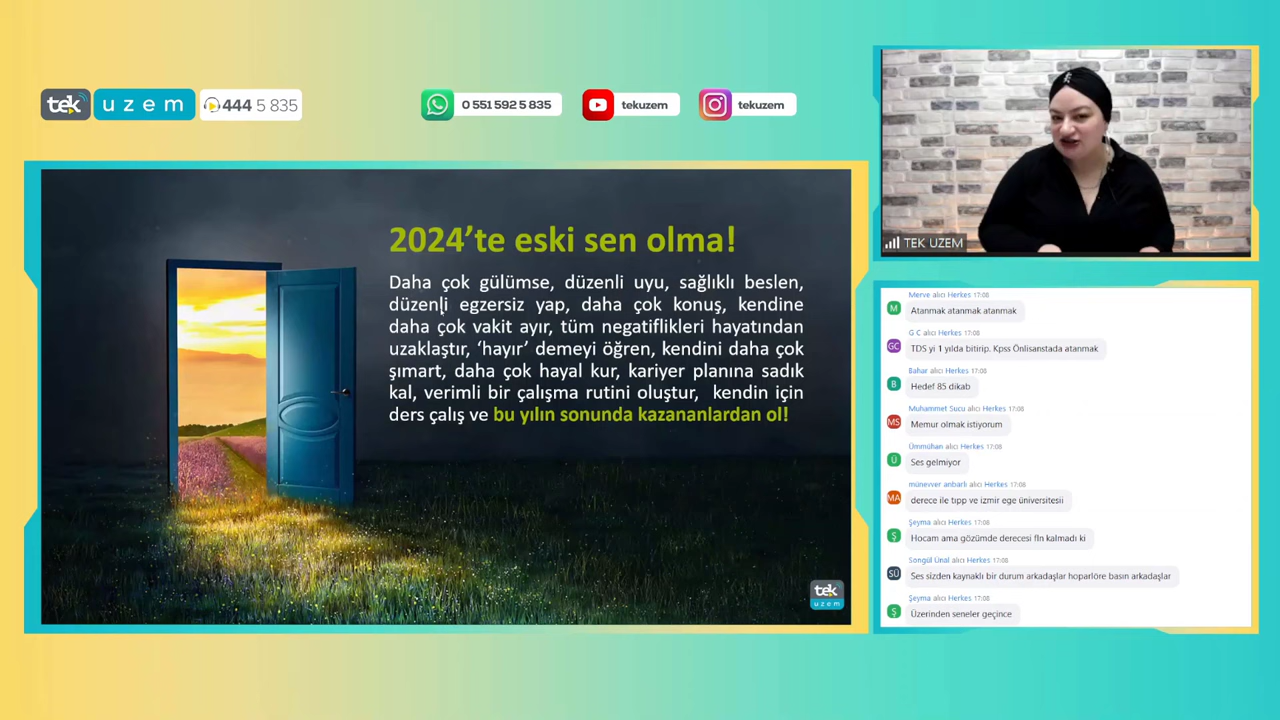 tek
uzem
444 5 835
0 551 592 5 835
tekuzem
tekuzem
2024’te eski sen olma!
Daha çok gülümse, düzenli uyu, sağlıklı beslen,
düzenli egzersiz yap, daha çok konuş, kendine
daha çok vakit ayır, tüm negatiflikleri hayatından
uzaklaştır, ‘hayır’ demeyi öğren, kendini daha çok
şımart, daha çok hayal kur, kariyer planına sadık
kal, verimli bir çalışma rutini oluştur, kendin için
ders çalış ve bu yılın sonunda kazananlardan ol!
tek
uzem
TEK UZEM
Merve alıcı Herkes 17:08
M
Atanmak atanmak atanmak
G C alıcı Herkes 17:08
GC
TDS yi 1 yılda bitirip. Kpss Önlisanstada atanmak
Bahar alıcı Herkes 17:08
B
Hedef 85 dikab
Muhammet Sucu alıcı Herkes 17:08
MS
Memur olmak istiyorum
Ümmühan alıcı Herkes 17:08
Ü
Ses gelmiyor
münevver anbarlı alıcı Herkes 17:08
MA
derece ile tıpp ve izmir ege üniversitesii
Şeyma alıcı Herkes 17:08
Ş
Hocam ama gözümde derecesi fln kalmadı ki
Songül Ünal alıcı Herkes 17:08
SÜ
Ses sizden kaynaklı bir durum arkadaşlar hoparlöre basın arkadaşlar
Şeyma alıcı Herkes 17:08
Ş
Üzerinden seneler geçince